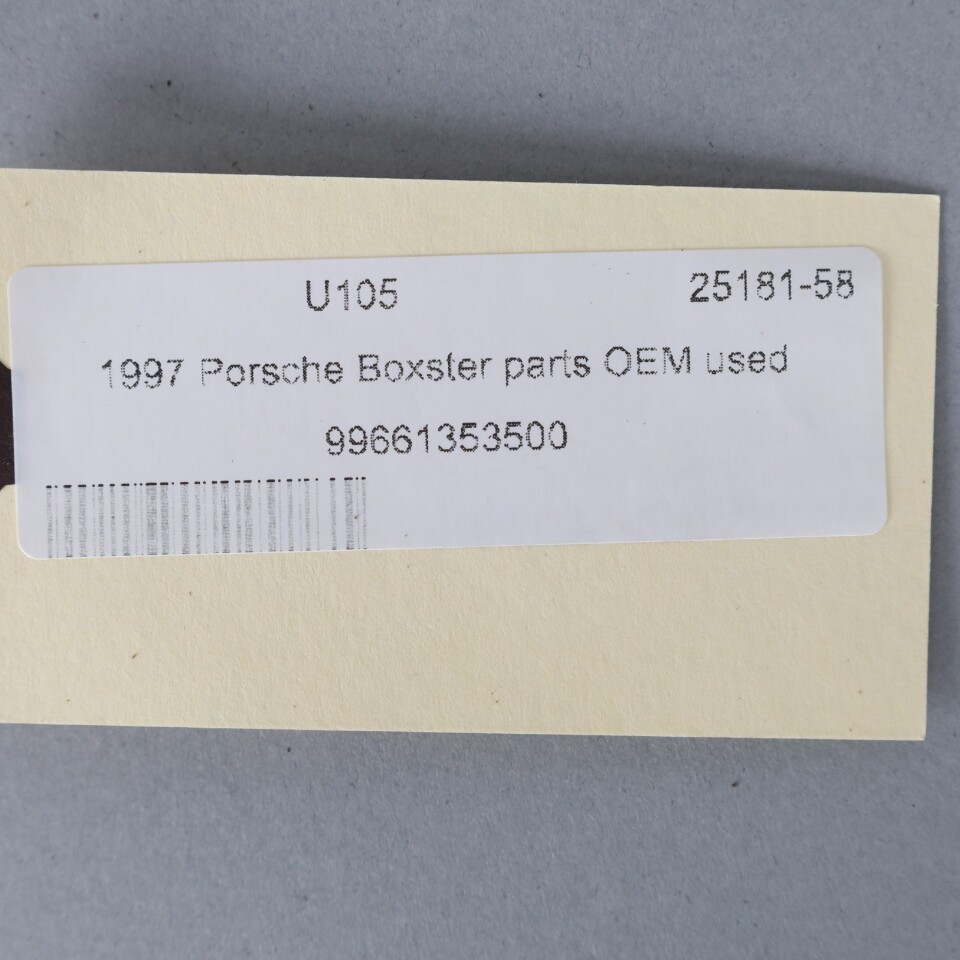 U105 25181-58
1997 Porsche Boxster parts OEM used
99661353500